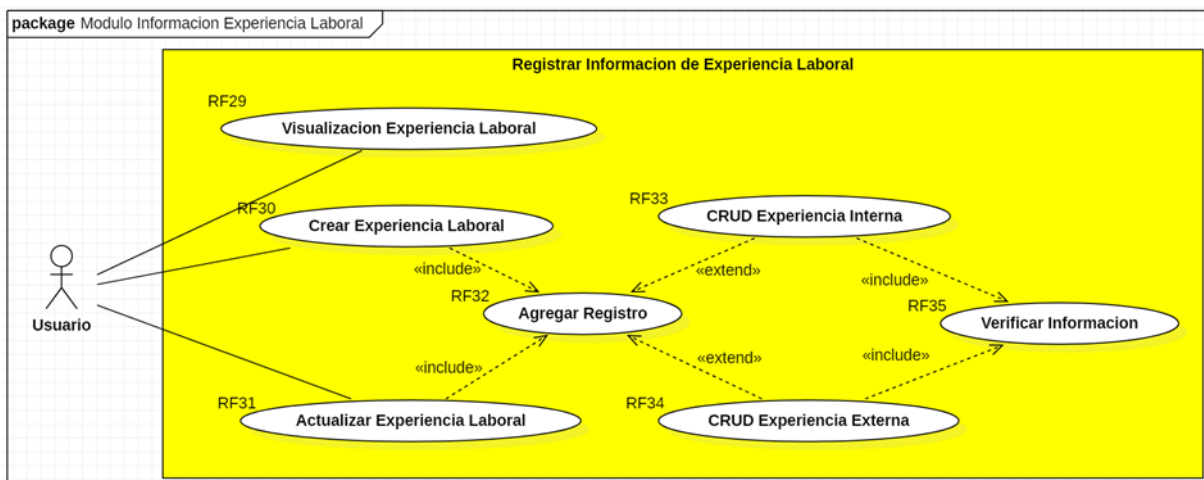 package Modulo Informacion Experiencia Laboral
Registrar Informacion de Experiencia Laboral
RF29
Visualizacion Experiencia Laboral
RF30
Crear Experiencia Laboral
RF33
CRUD Experiencia Interna
«include»
«extend»
«include»
RF32
Agregar Registro
RF35
Verificar Informacion
Usuario
«include»
«extend»
«include»
RF31
Actualizar Experiencia Laboral
RF34
CRUD Experiencia Externa